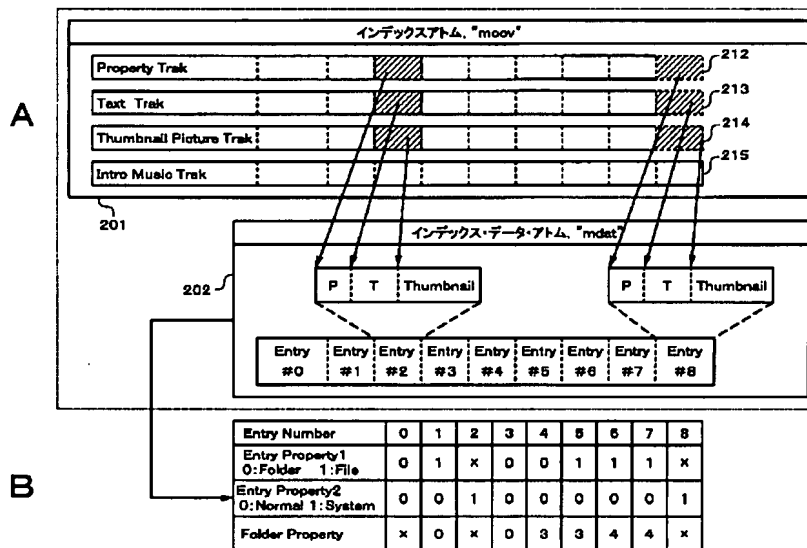 A
インデックスアトム, "moov"
Property Trak
Text Trak
Thumbnail Picture Trak
Intro Music Trak
212
213
214
215
201
インデックス・データ・アトム, "mdat"
202
P T Thumbnail
P T Thumbnail
Entry #0
Entry #1
Entry #2
Entry #3
Entry #4
Entry #5
Entry #6
Entry #7
Entry #8
B
Entry Number 0 1 2 3 4 5 6 7 8
Entry Property1
0:Folder 1:File 0 1 × 0 0 1 1 1 ×
Entry Property2
0:Normal 1:System 0 0 1 0 0 0 0 0 1
Folder Property × 0 × 0 3 3 4 4 ×